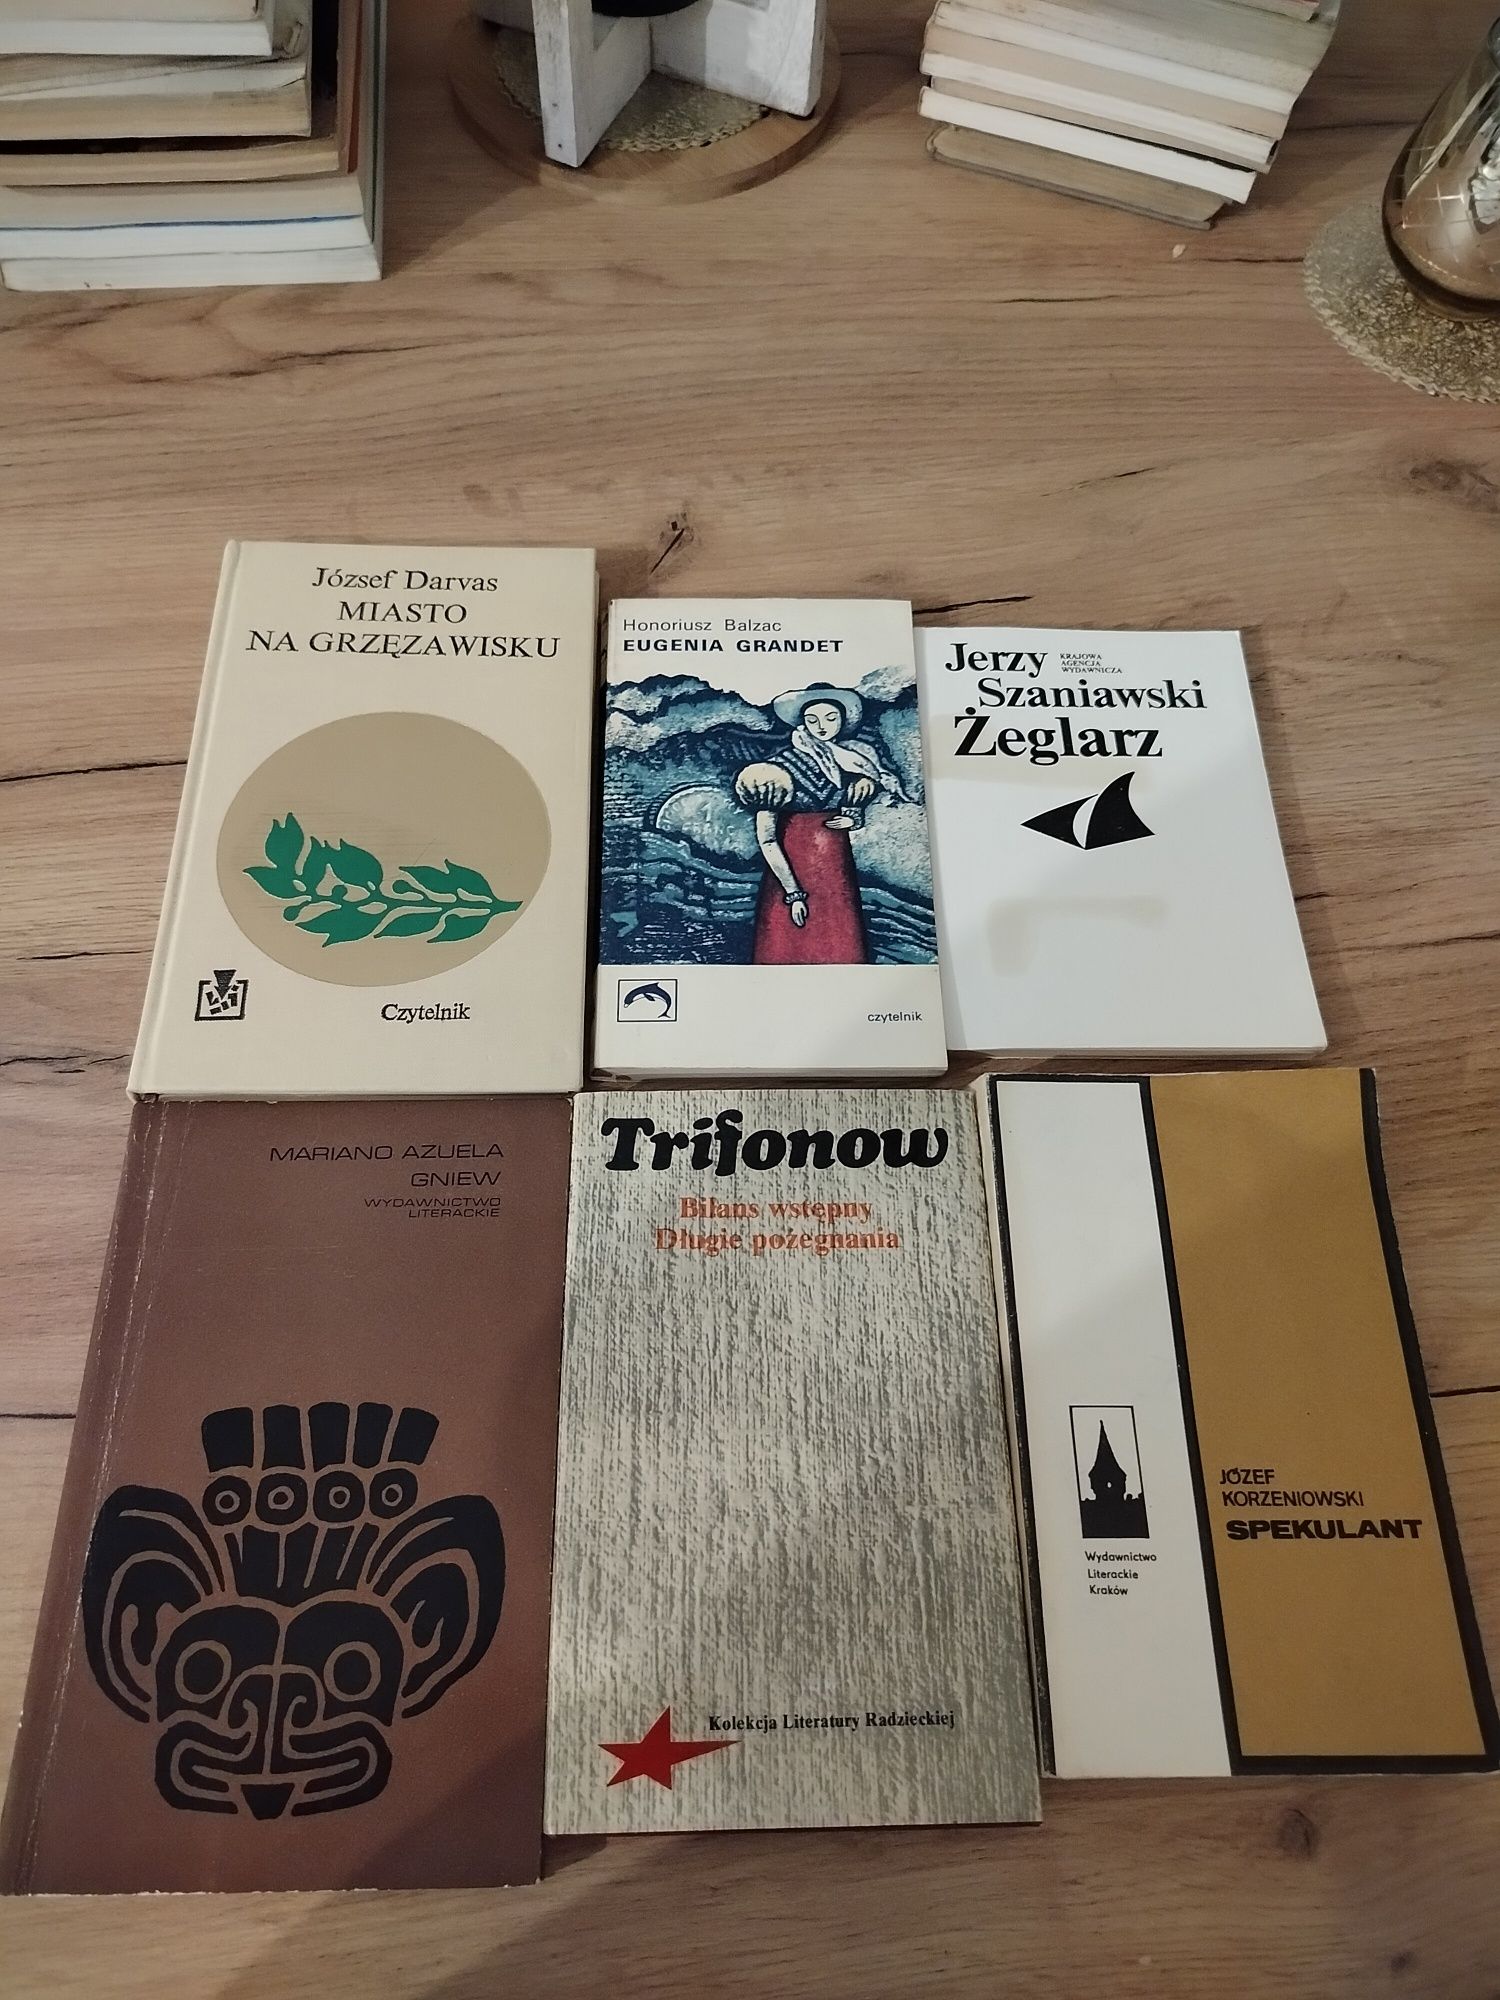 József Darvas
MIASTO
NA GRZĘZAWISKU
Czytelnik
Honoriusz Balzac
EUGENIA GRANDET
czytelnik
Jerzy
KRAJOWA
AGENCJA
WYDAWNICZA
Szaniawski
Żeglarz
MARIANO AZUELA
GNIEW
WYDAWNICTWO
LITERACKIE
Trifonow
Bilans wstępny
Długie pożegnania
Kolekcja Literatury Radzieckiej
JÓZEF
KORZENIOWSKI
SPEKULANT
Wydawnictwo
Literackie
Kraków